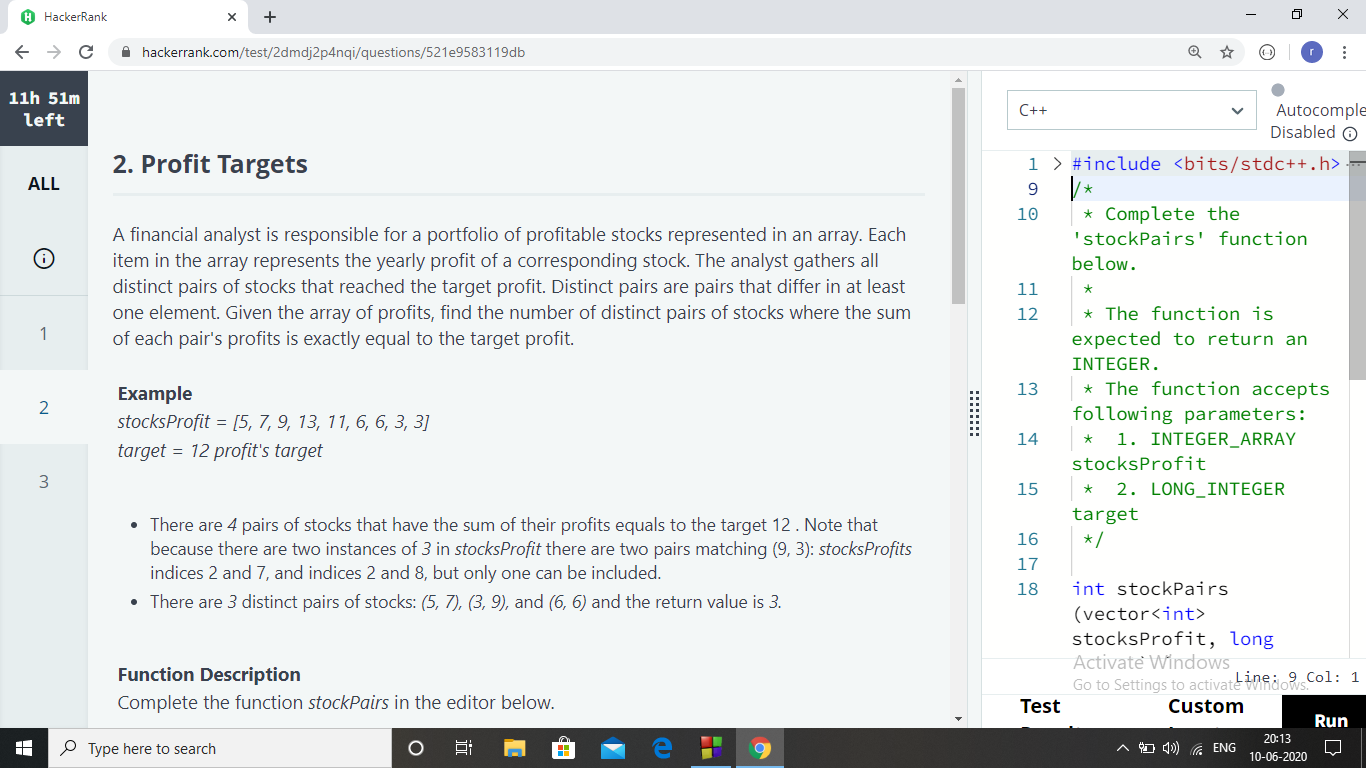 HackerRank
hackerrank.com/test/2dmdj2p4nqi/questions/521e9583119db
r
11h 51m
left
ALL
1
2
3
2. Profit Targets
A financial analyst is responsible for a portfolio of profitable stocks represented in an array. Each
item in the array represents the yearly profit of a corresponding stock. The analyst gathers all
distinct pairs of stocks that reached the target profit. Distinct pairs are pairs that differ in at least
one element. Given the array of profits, find the number of distinct pairs of stocks where the sum
of each pair's profits is exactly equal to the target profit.
Example
stocksProfit = [5, 7, 9, 13, 11, 6, 6, 3, 3]
target = 12 profit's target
• There are 4 pairs of stocks that have the sum of their profits equals to the target 12 . Note that
because there are two instances of 3 in stocksProfit there are two pairs matching (9, 3): stocksProfits
indices 2 and 7, and indices 2 and 8, but only one can be included.
• There are 3 distinct pairs of stocks: (5, 7), (3, 9), and (6, 6) and the return value is 3.
Function Description
Complete the function stockPairs in the editor below.
C++
Autocomple
Disabled
1 > #include <bits/stdc++.h> ···
9 /*
10 * Complete the
'stockPairs' function
below.
11 *
12 * The function is
expected to return an
INTEGER.
13 * The function accepts
following parameters:
14 * 1. INTEGER_ARRAY
stocksProfit
15 * 2. LONG_INTEGER
target
16 */
17
18 int stockPairs
(vector<int>
stocksProfit, long
Activate Windows
Go to Settings to activate Windows.
Line: 9 Col: 1
Test
Custom
Run
Type here to search
ENG
20:13
10-06-2020